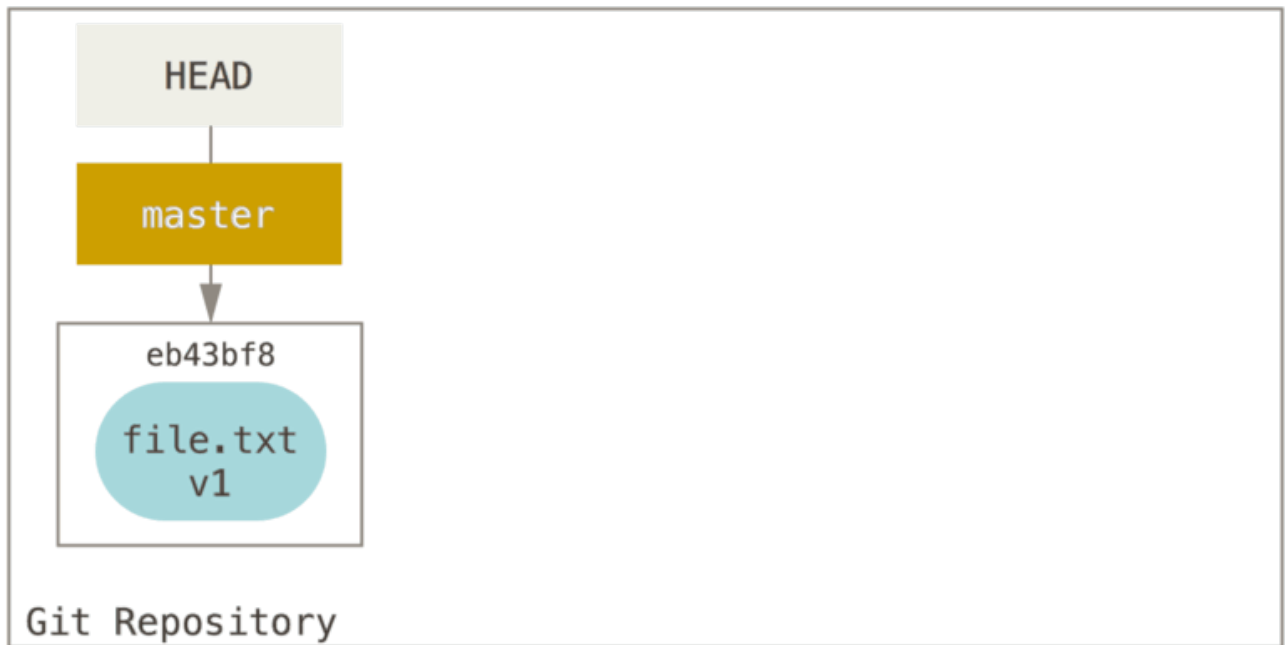 HEAD
master
eb43bf8
file.txt
v1
Git Repository